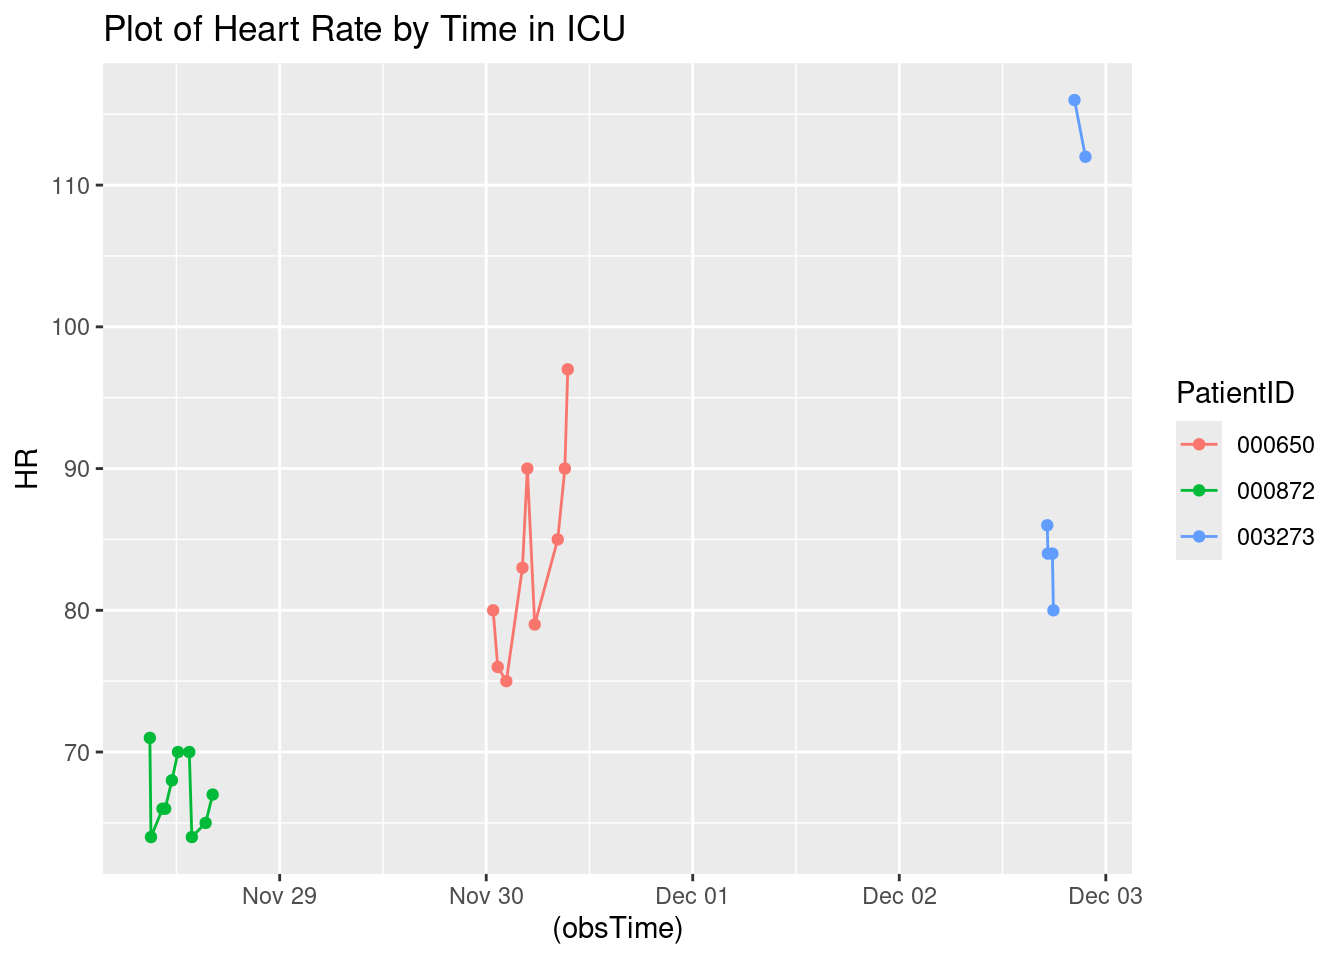 Plot of Heart Rate by Time in ICU
110
100
90
80
70
HR
Nov 29
Nov 30
Dec 01
Dec 02
Dec 03
(obsTime)
PatientID
000650
000872
003273